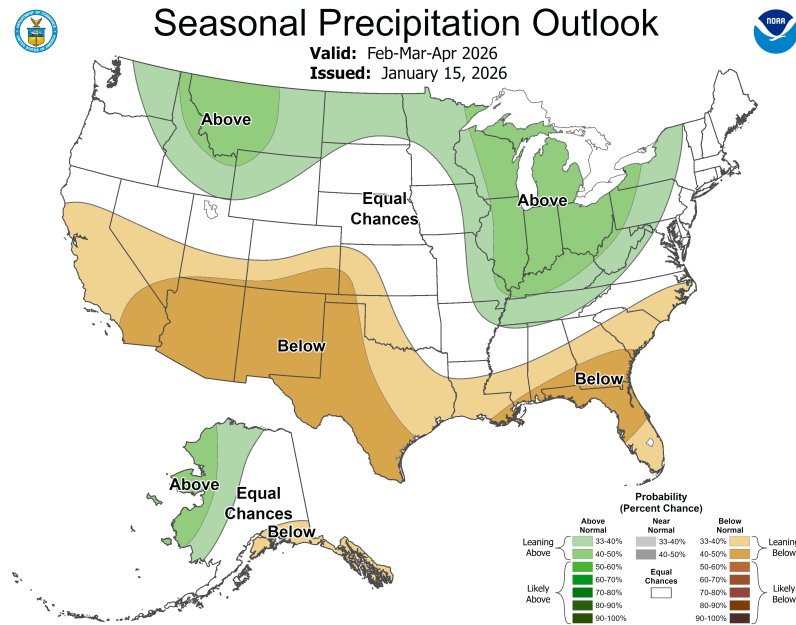 Seasonal Precipitation Outlook
Valid: Feb-Mar-Apr 2026
Issued: January 15, 2026
NOAA
Above
Equal
Chances
Above
Below
Below
Above
Equal
Chances
Below
Probability
(Percent Chance)
Above
Normal
Near
Normal
Below
Normal
Leaning
Above
33-40%
40-50%
33-40%
40-50%
33-40%
40-50%
Leaning
Below
Likely
Above
50-60%
60-70%
70-80%
80-90%
90-100%
Equal
Chances
50-60%
60-70%
70-80%
80-90%
90-100%
Likely
Below